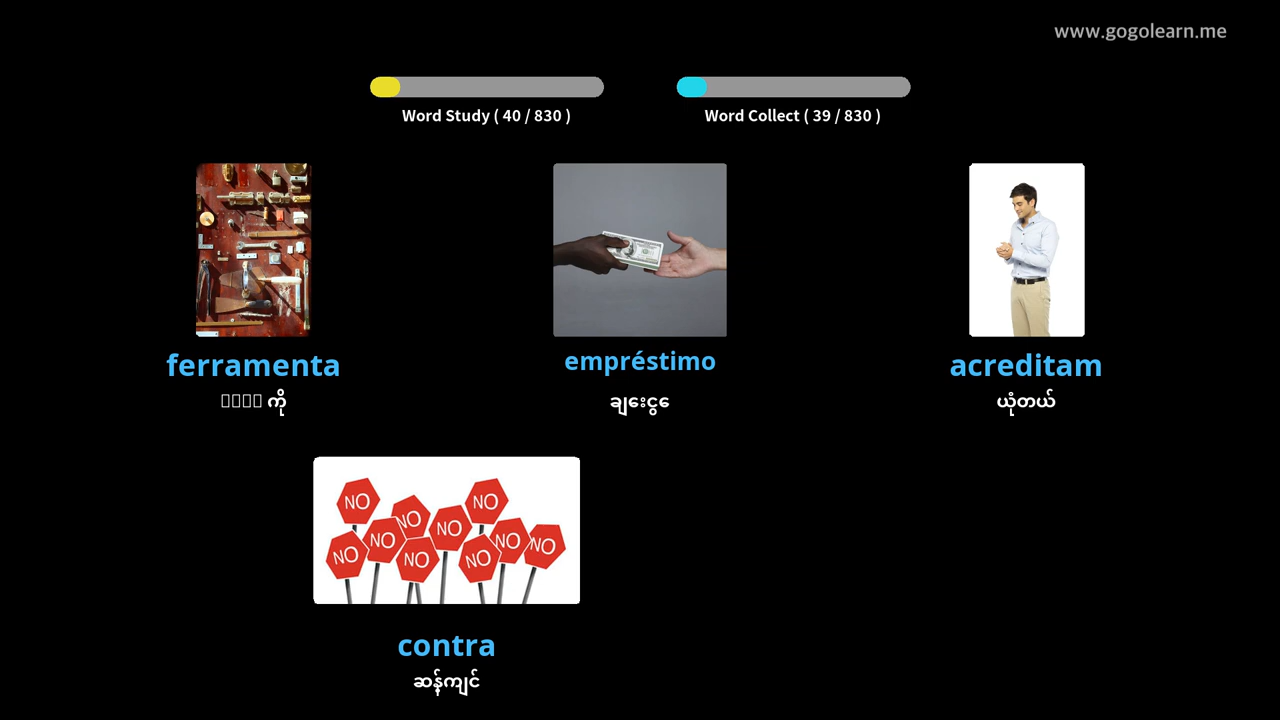 www.gogolearn.me
Word Study ( 40 / 830 )
Word Collect ( 39 / 830 )
ferramenta
ကို
empréstimo
ချေးငွေ
acreditam
ယုံတယ်
contra
ဆန့်ကျင်
NO
NO
NO
NO
NO
NO
NO
NO
NO
NO